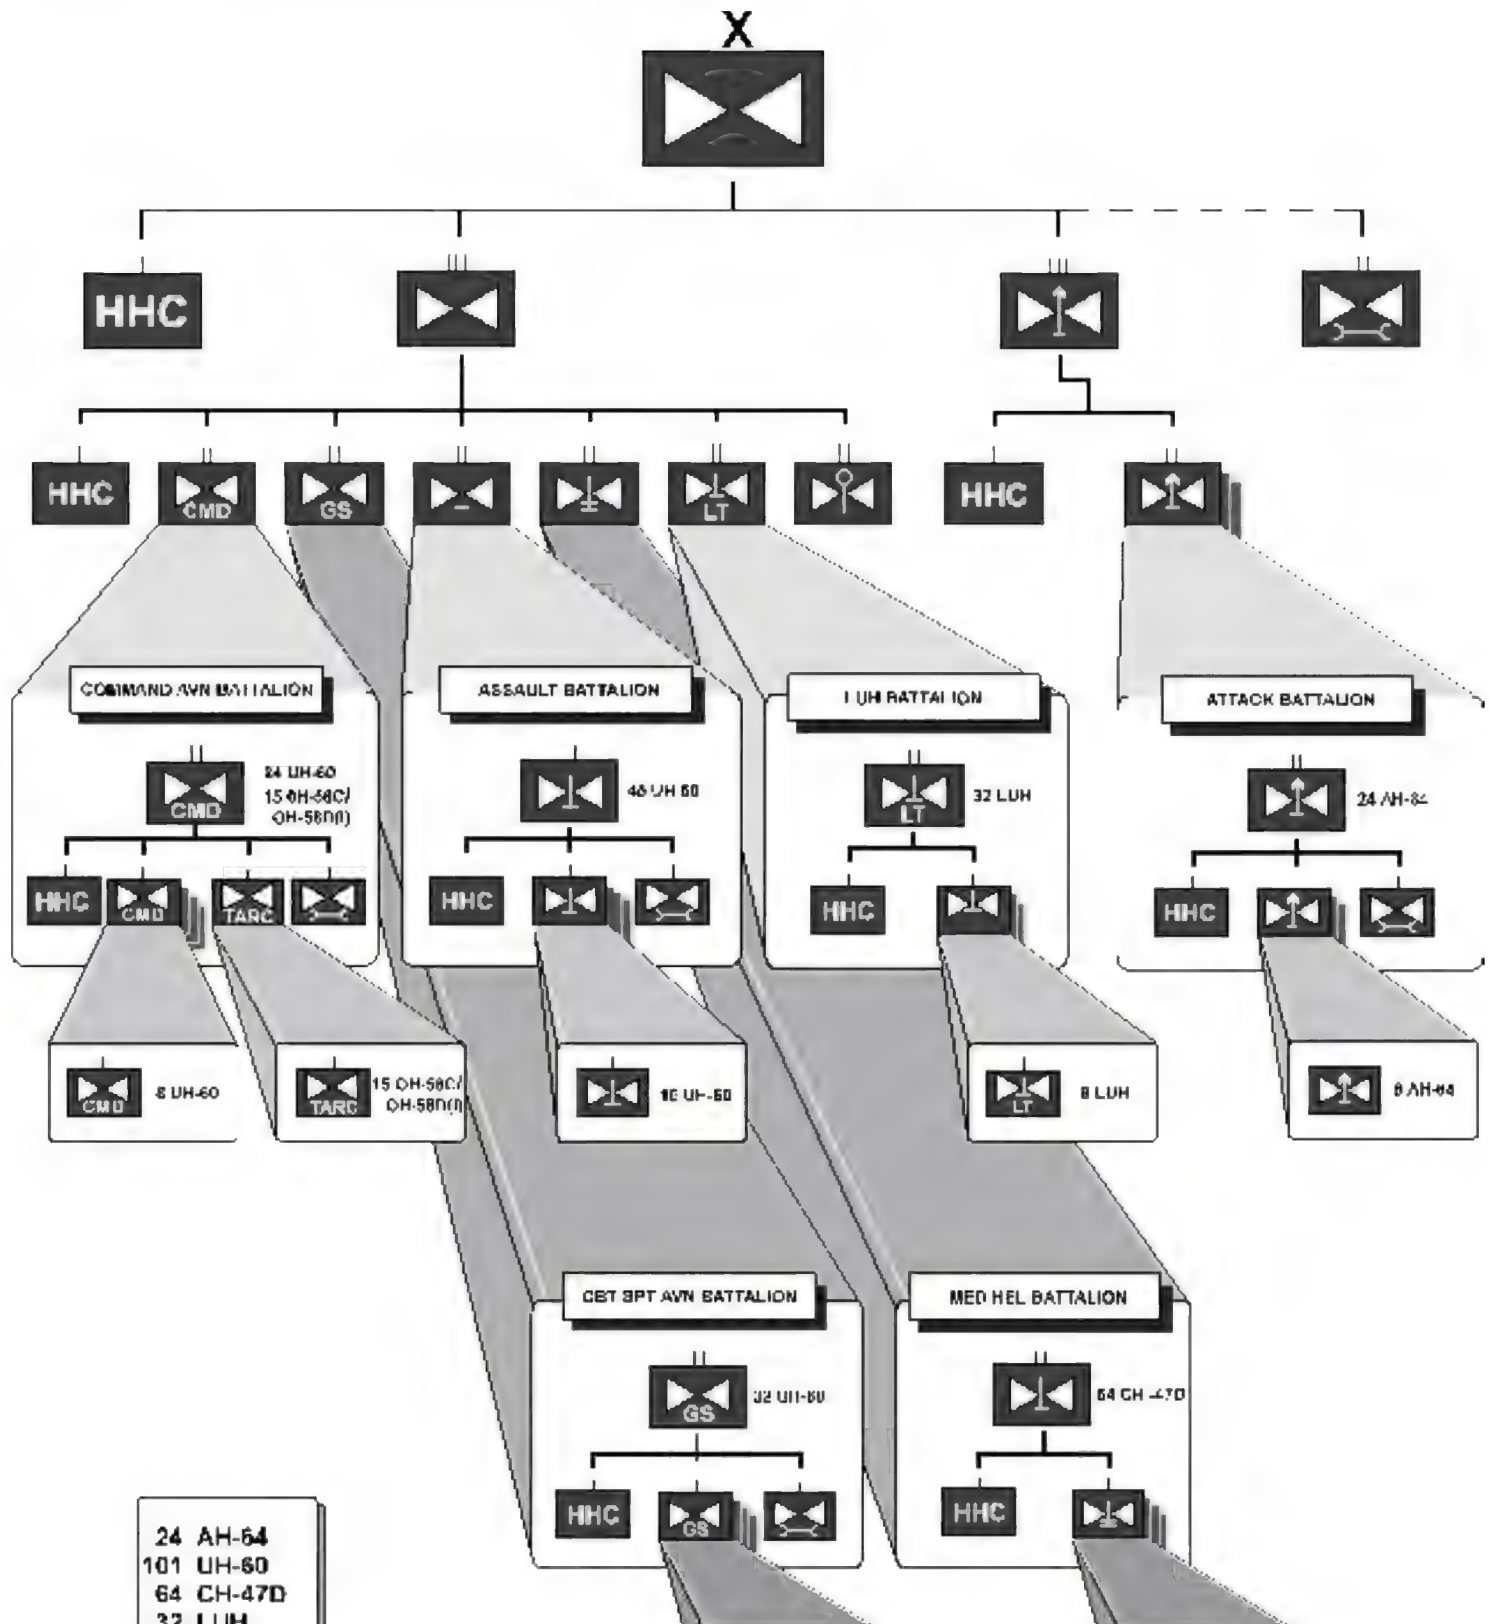 X
HHC
HHC
CMD
GS
LT
HHC
COMMAND AVN BATTALION
ASSAULT BATTALION
LUH BATTALION
ATTACK BATTALION
CMD
24 UH-60
15 OH-58C/
OH-58D(I)
UH-60
LT
32 LUH
24 AH-64
HHC
CMD
TARC
HHC
HHC
HHC
CMD
8 UH-60
TARC
15 OH-58C/
OH-58D(I)
UH-60
LT
8 LUH
AH-64
CBT SPT AVN BATTALION
MED HEL BATTALION
GS
32 UH-60
64 CH-47D
HHC
GS
HHC
24 AH-64
101 UH-60
64 CH-47D
32 LUH